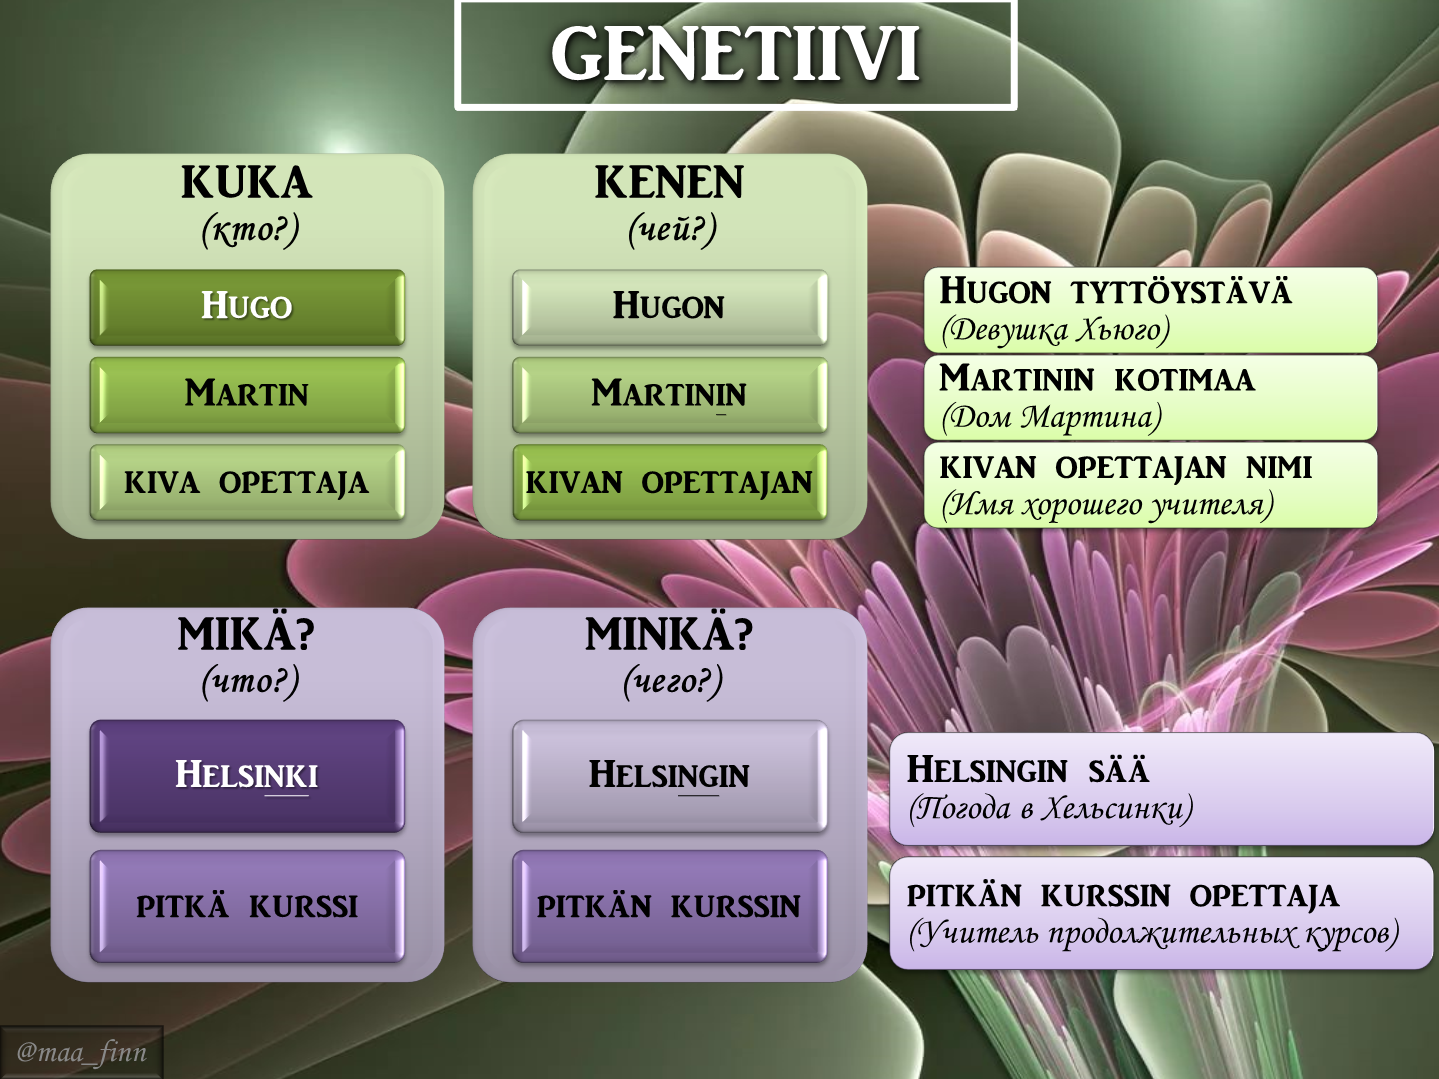 GENETIIVI
KUKA
(кто?)
HUGO
MARTIN
KIVA OPETTAJA
KENEN
(чей?)
HUGON
MARTININ
KIVAN OPETTAJAN
HUGON TYTTÖYSTÄVÄ
(Девушка Хьюго)
MARTININ KOTIMAA
(Дом Мартина)
KIVAN OPETTAJAN NIMI
(Имя хорошего учителя)
MIKÄ?
(что?)
HELSINKI
PITKÄ KURSSI
MINKÄ?
(чего?)
HELSINGIN
PITKÄN KURSSIN
HELSINGIN SÄÄ
(Погода в Хельсинки)
PITKÄN KURSSIN OPETTAJA
(Учитель продолжительных курсов)
@maa_finn